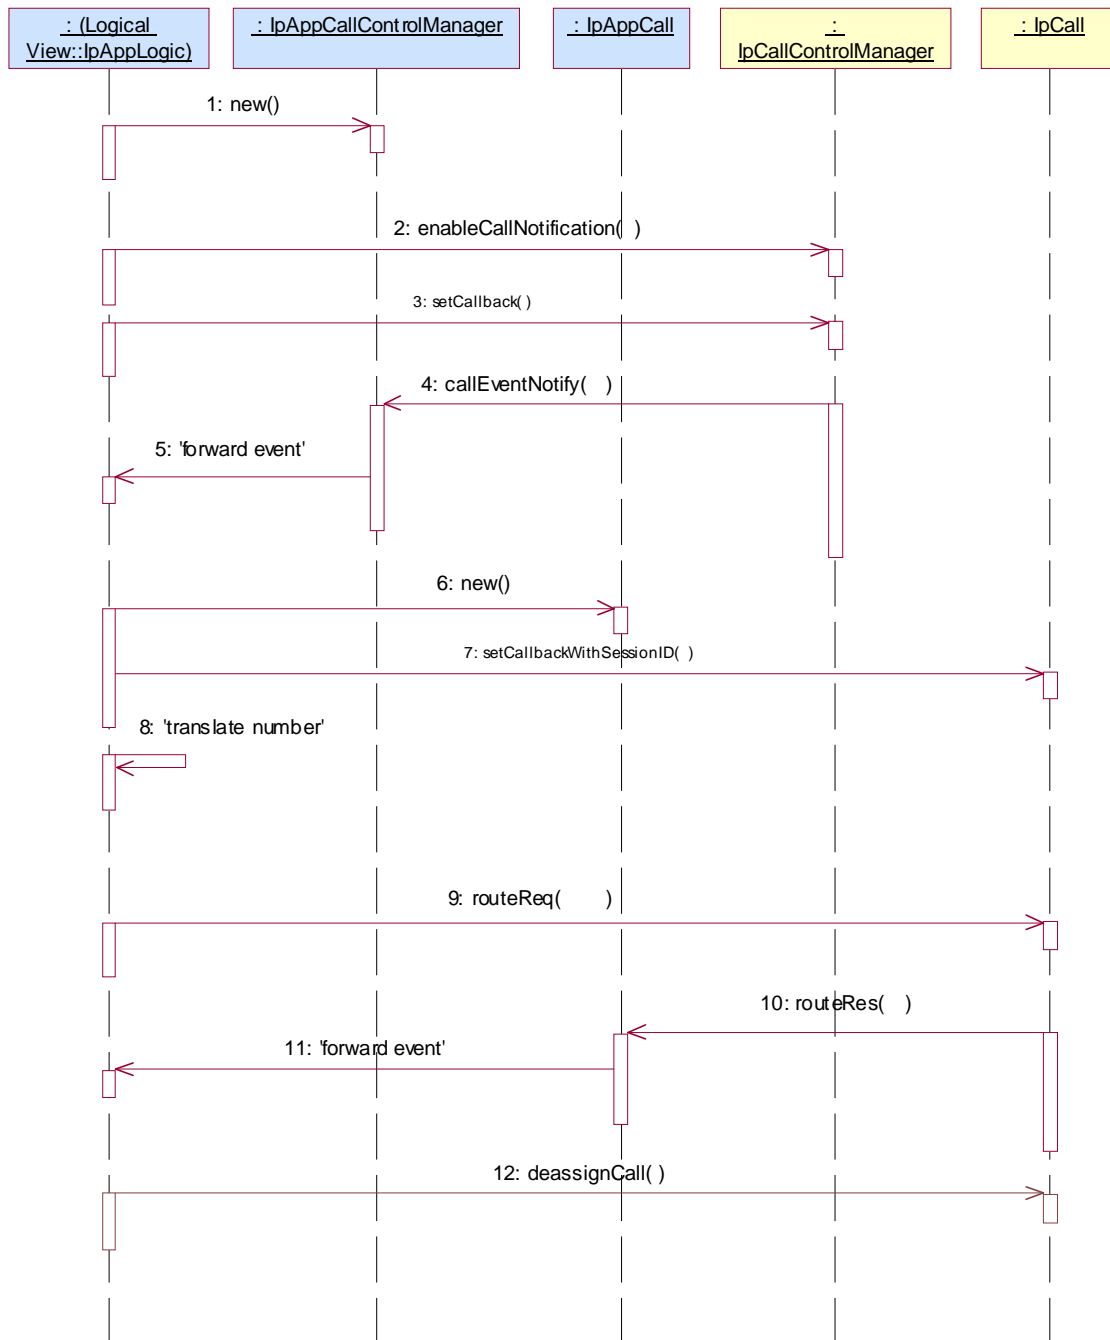 : (Logical
View::IpAppLogic)
: IpAppCallControlManager
: IpAppCall
:
IpCallControlManager
: IpCall
1: new()
2: enableCallNotification( )
3: setCallback( )
4: callEventNotify( )
5: 'forward event'
6: new()
7: setCallbackWithSessionID( )
8: 'translate number'
9: routeReq( )
10: routeRes( )
11: 'forward event'
12: deassignCall( )